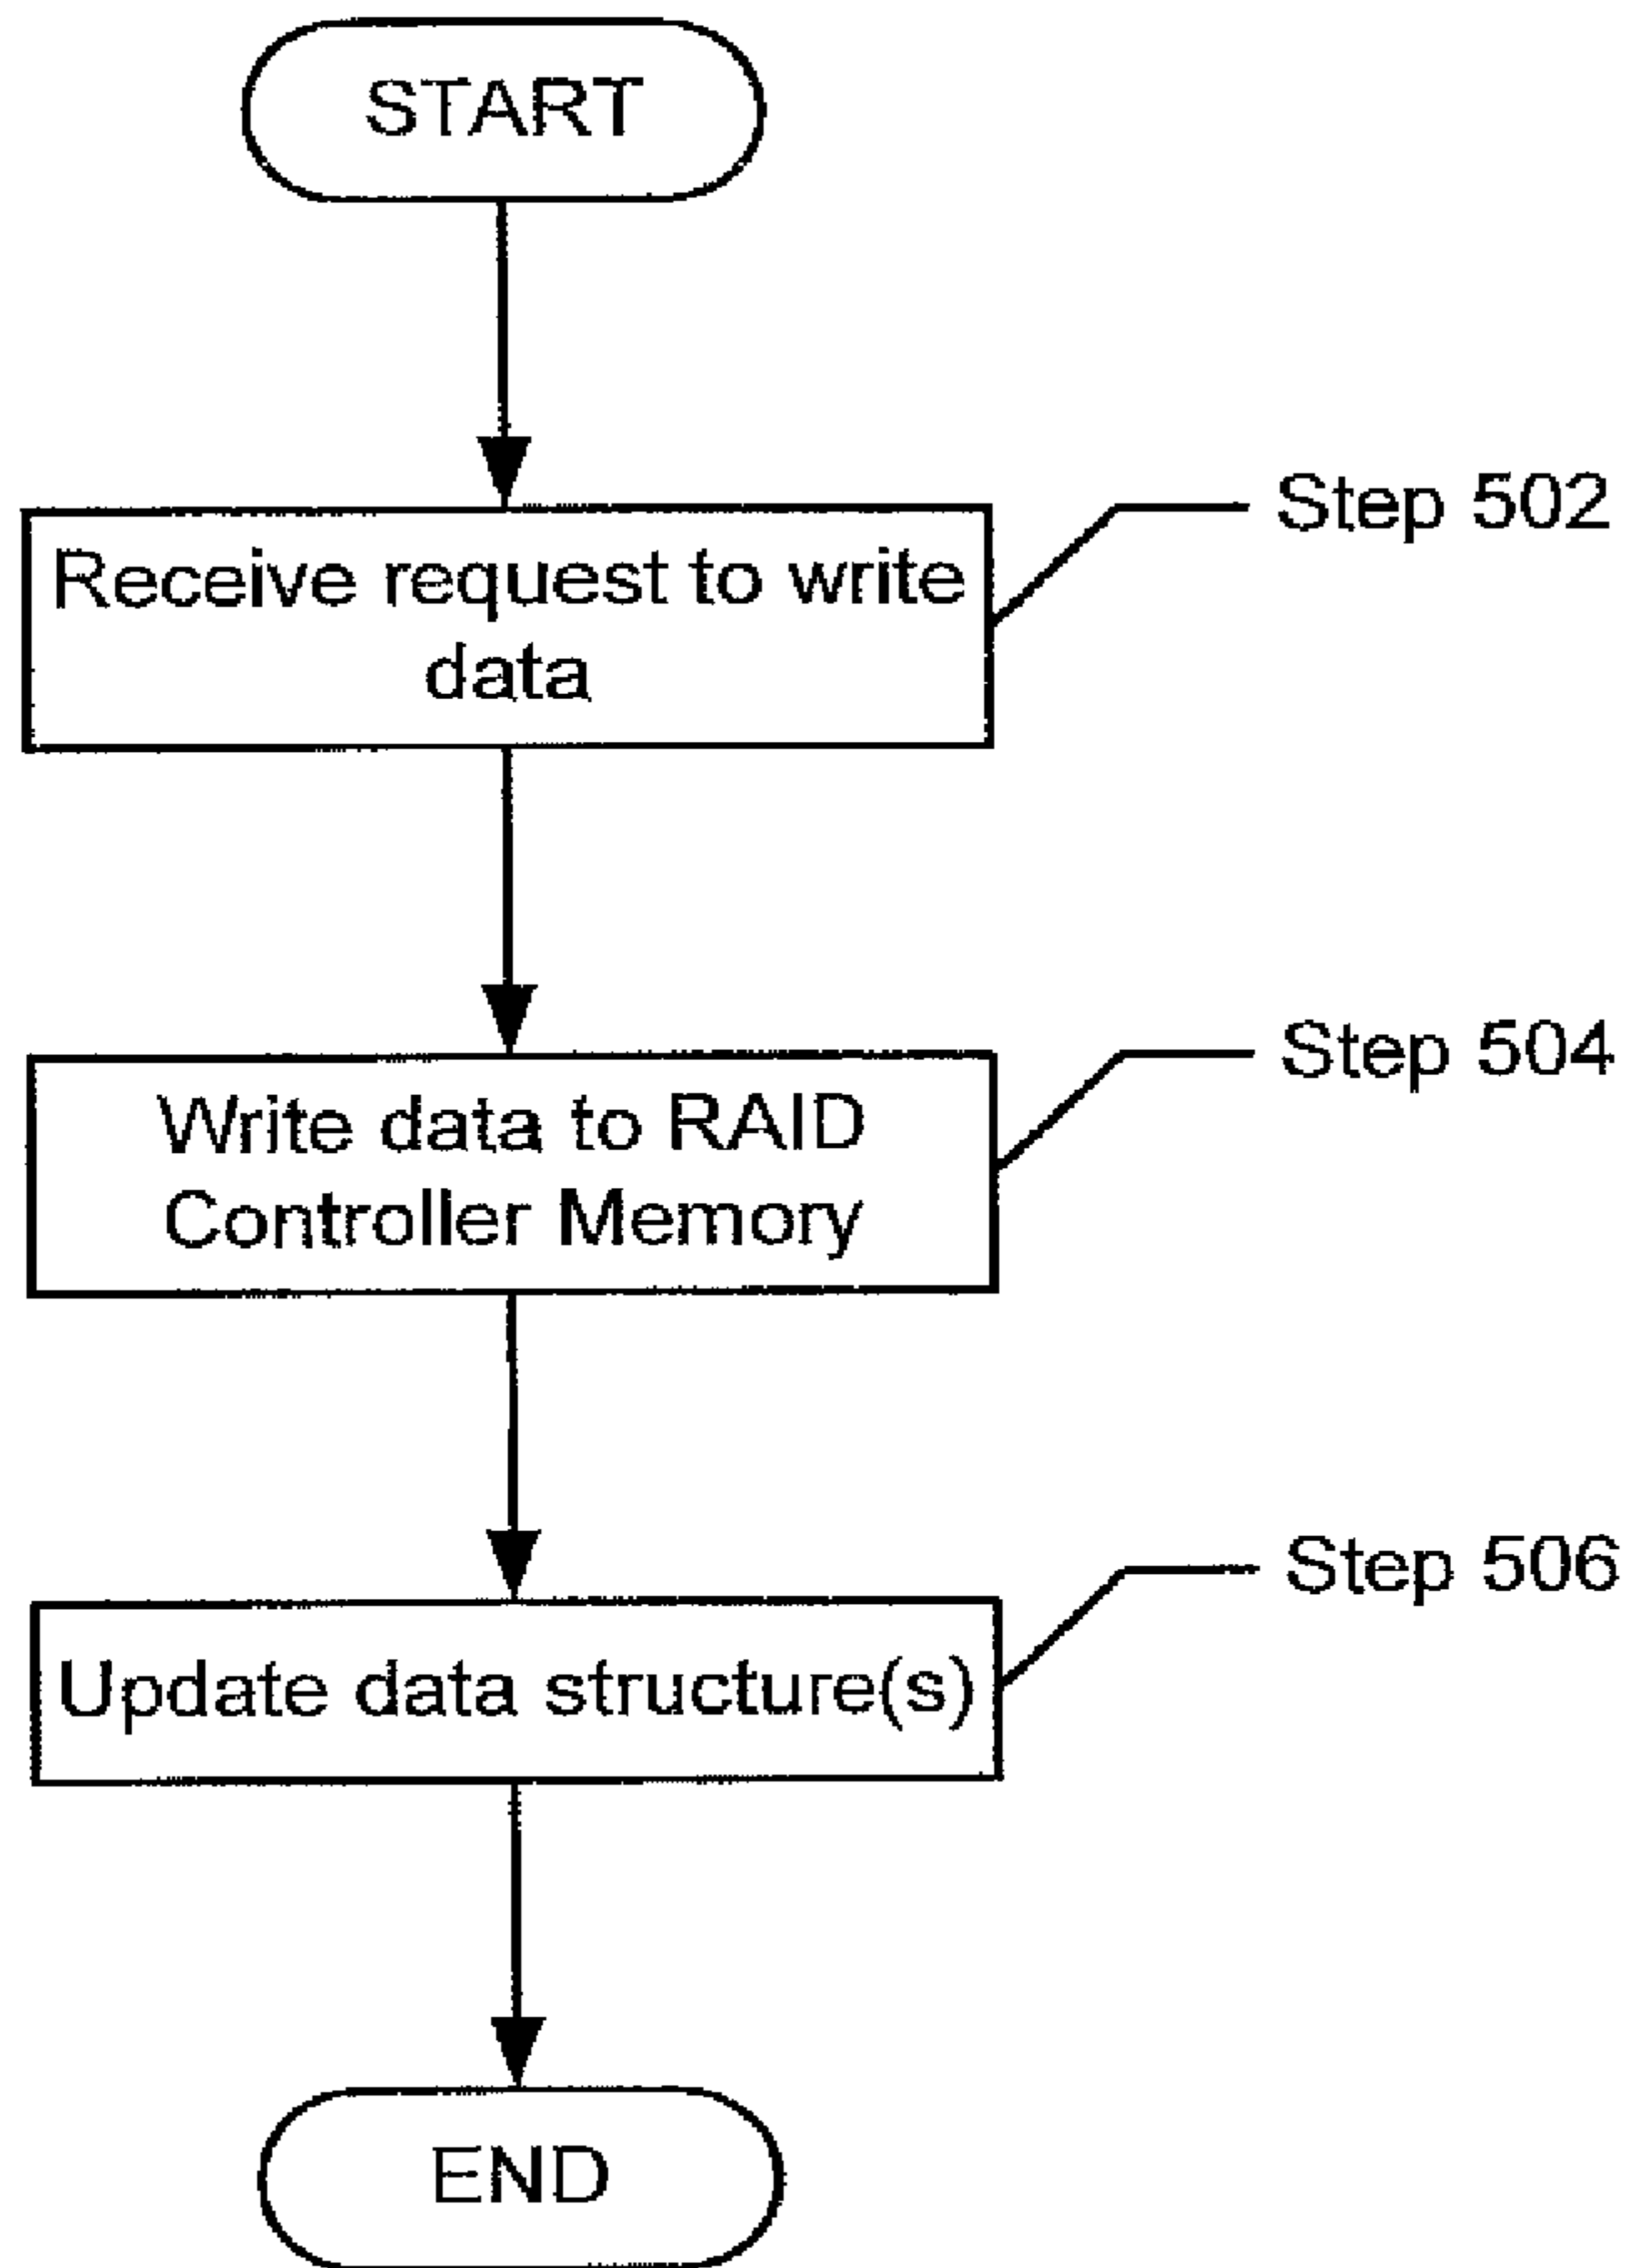 START
Step 502
Receive request to write
data
Step 504
Write data to RAID
Controller Memory
Step 506
Update data structure(s)
END